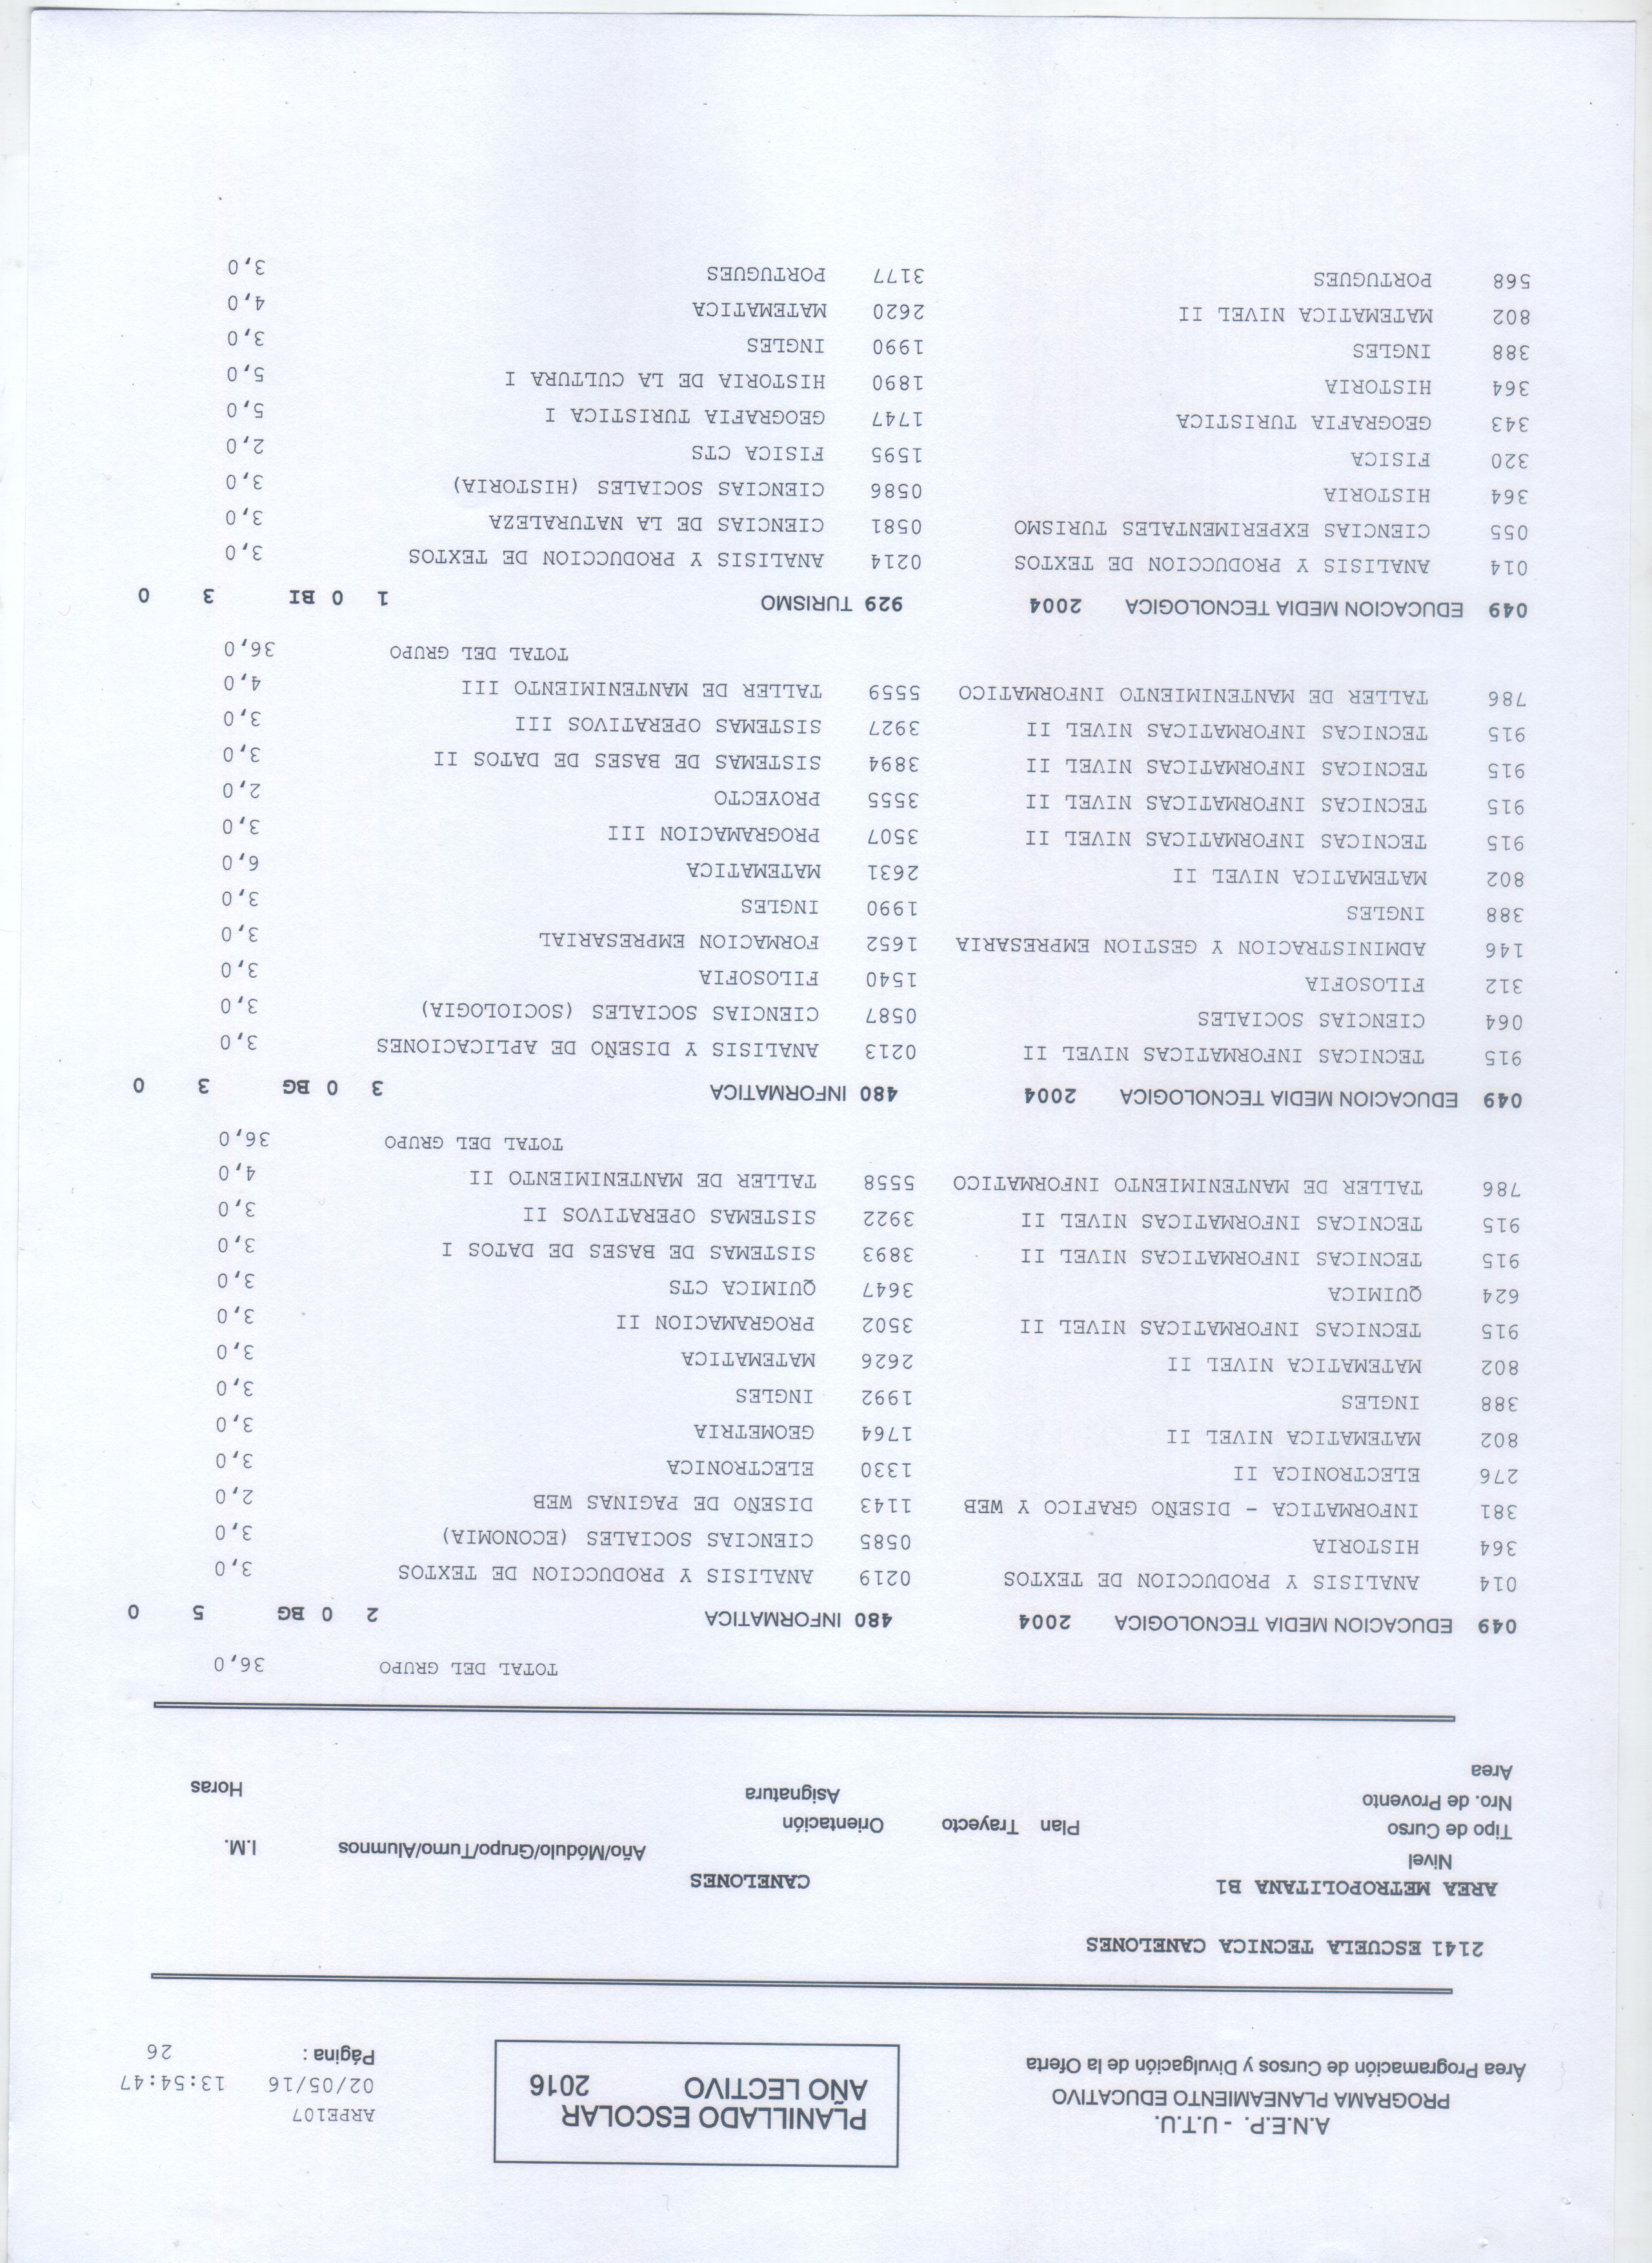 A.N.E.P. - U.T.U.
PROGRAMA PLANEAMIENTO EDUCATIVO
Área Programación de Cursos y Divulgación de la Oferta
PLANILLADO ESCOLAR
AÑO LECTIVO 2016
ARPE107
02/05/16 13:54:47
Página : 26
2141 ESCUELA TECNICA CANELONES
AREA METROPOLITANA B1 CANELONES
Nivel
Tipo de Curso Plan Trayecto Orientación Año/Módulo/Grupo/Turno/Alumnos I.M.
Nro. de Provento
Area Asignatura Horas
TOTAL DEL GRUPO 36,0
049 EDUCACION MEDIA TECNOLOGICA 2004 480 INFORMATICA 2 0 BG 5 0
014 ANALISIS Y PRODUCCION DE TEXTOS 0219 ANALISIS Y PRODUCCION DE TEXTOS 3,0
364 HISTORIA 0585 CIENCIAS SOCIALES (ECONOMIA) 3,0
381 INFORMATICA - DISEÑO GRAFICO Y WEB 1143 DISEÑO DE PAGINAS WEB 2,0
276 ELECTRONICA II 1330 ELECTRONICA 3,0
802 MATEMATICA NIVEL II 1764 GEOMETRIA 3,0
388 INGLES 1992 INGLES 3,0
802 MATEMATICA NIVEL II 2626 MATEMATICA 3,0
915 TECNICAS INFORMATICAS NIVEL II 3502 PROGRAMACION II 3,0
624 QUIMICA 3647 QUIMICA CTS 3,0
915 TECNICAS INFORMATICAS NIVEL II 3893 SISTEMAS DE BASES DE DATOS I 3,0
915 TECNICAS INFORMATICAS NIVEL II 3922 SISTEMAS OPERATIVOS II 3,0
786 TALLER DE MANTENIMIENTO INFORMATICO 5558 TALLER DE MANTENIMIENTO II 4,0
TOTAL DEL GRUPO 36,0
049 EDUCACION MEDIA TECNOLOGICA 2004 480 INFORMATICA 3 0 BG 3 0
915 TECNICAS INFORMATICAS NIVEL II 0213 ANALISIS Y DISEÑO DE APLICACIONES 3,0
064 CIENCIAS SOCIALES 0587 CIENCIAS SOCIALES (SOCIOLOGIA) 3,0
312 FILOSOFIA 1540 FILOSOFIA 3,0
146 ADMINISTRACION Y GESTION EMPRESARIA 1652 FORMACION EMPRESARIAL 3,0
388 INGLES 1990 INGLES 3,0
802 MATEMATICA NIVEL II 2631 MATEMATICA 6,0
915 TECNICAS INFORMATICAS NIVEL II 3507 PROGRAMACION III 3,0
915 TECNICAS INFORMATICAS NIVEL II 3555 PROYECTO 2,0
915 TECNICAS INFORMATICAS NIVEL II 3894 SISTEMAS DE BASES DE DATOS II 3,0
915 TECNICAS INFORMATICAS NIVEL II 3927 SISTEMAS OPERATIVOS III 3,0
786 TALLER DE MANTENIMIENTO INFORMATICO 5559 TALLER DE MANTENIMIENTO III 4,0
TOTAL DEL GRUPO 36,0
049 EDUCACION MEDIA TECNOLOGICA 2004 929 TURISMO 1 0 BI 3 0
014 ANALISIS Y PRODUCCION DE TEXTOS 0214 ANALISIS Y PRODUCCION DE TEXTOS 3,0
055 CIENCIAS EXPERIMENTALES TURISMO 0581 CIENCIAS DE LA NATURALEZA 3,0
364 HISTORIA 0586 CIENCIAS SOCIALES (HISTORIA) 3,0
320 FISICA 1595 FISICA CTS 2,0
343 GEOGRAFIA TURISTICA 1747 GEOGRAFIA TURISTICA I 5,0
364 HISTORIA 1890 HISTORIA DE LA CULTURA I 5,0
388 INGLES 1990 INGLES 3,0
802 MATEMATICA NIVEL II 2620 MATEMATICA 4,0
568 PORTUGUES 3177 PORTUGUES 3,0